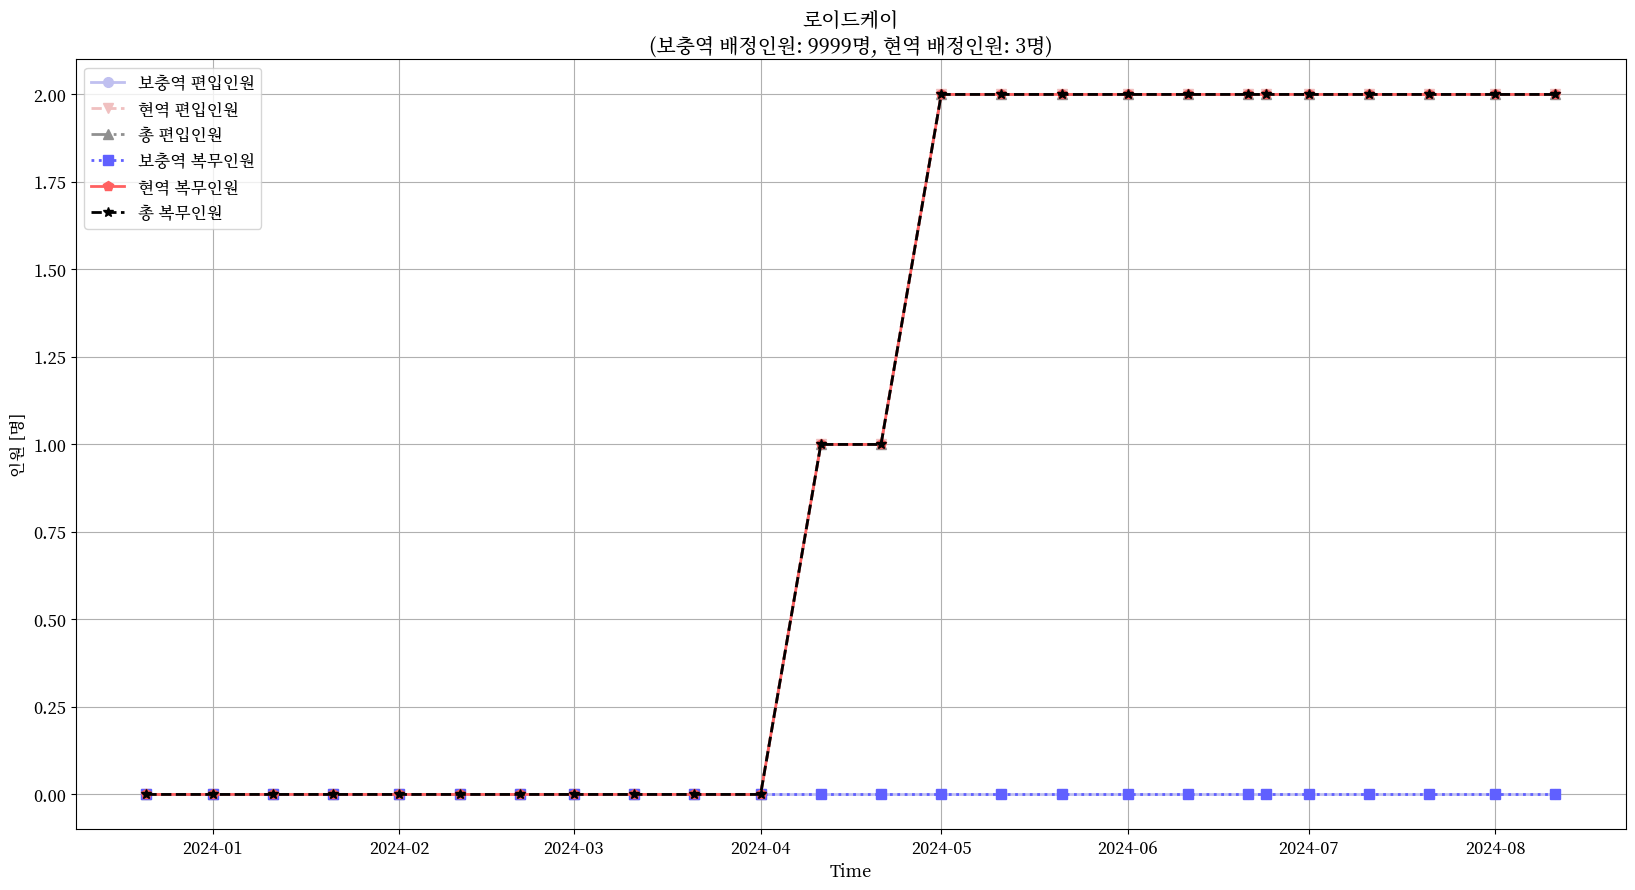 로이드케이
(보충역 배정인원: 9999명, 현역 배정인원: 3명)
보충역 편입인원
현역 편입인원
총 편입인원
보충역 복무인원
현역 복무인원
총 복무인원
2.00
1.75
1.50
1.25
1.00
0.75
0.50
0.25
0.00
인원 [명]
2024-01 2024-02 2024-03 2024-04 2024-05 2024-06 2024-07 2024-08
Time